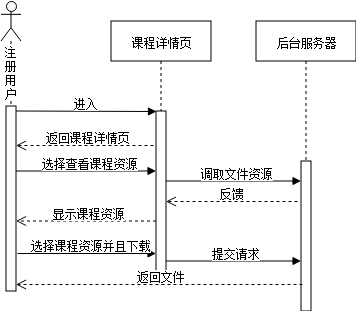 注册用户
课程详情页
后台服务器
进入
返回课程详情页
选择查看课程资源
调取文件资源
反馈
显示课程资源
选择课程资源并且下载
提交请求
返回文件